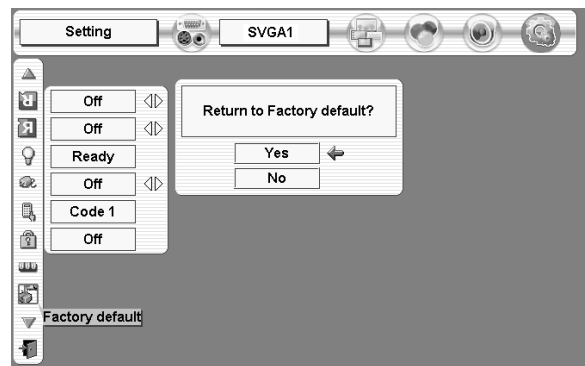 Setting
SVGA1
Off
Off
Ready
Off
Code 1
Off
Return to Factory default?
Yes
No
Factory default